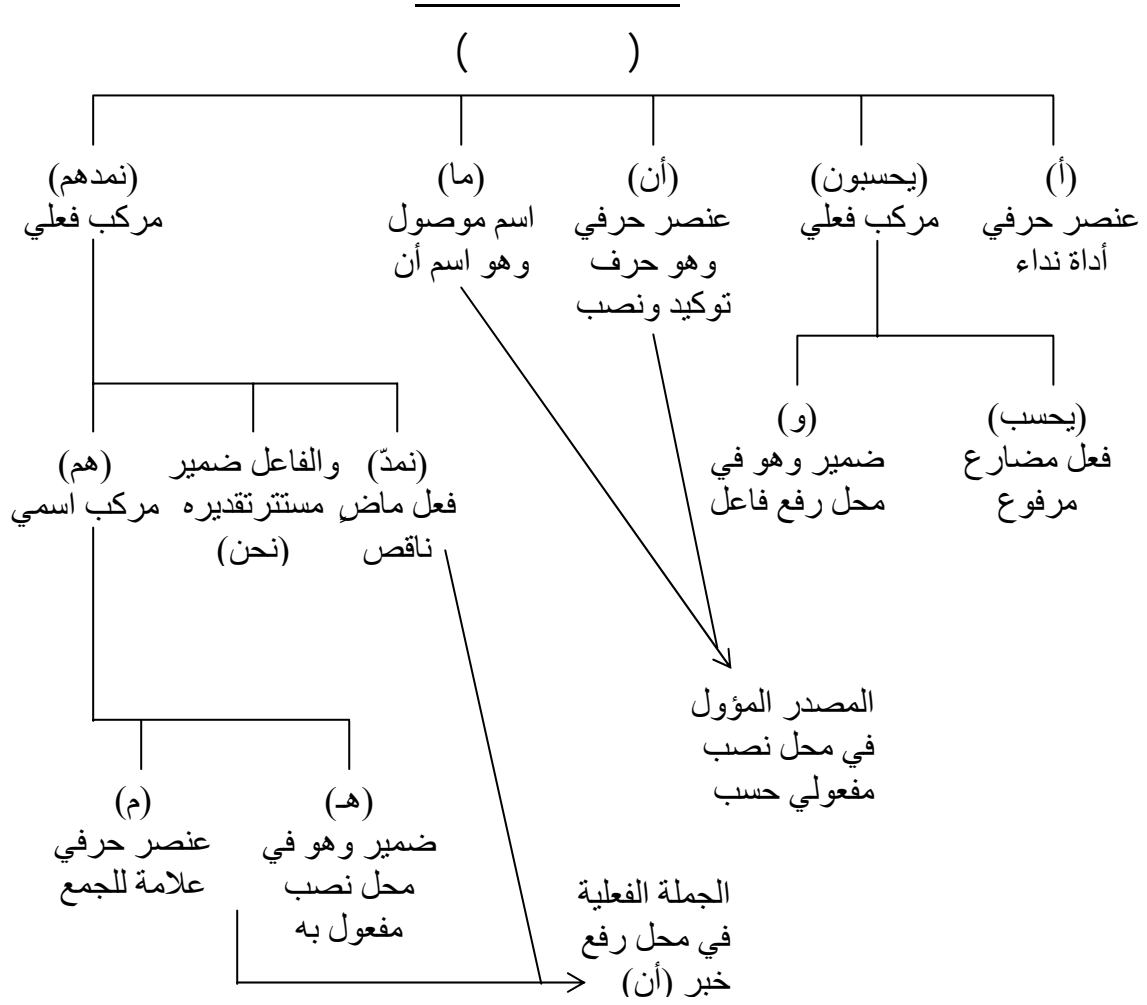 ( )
(أ)
عنصر حرفي
أداة نداء
(يحسبون)
مركب فعلي
(أن)
عنصر حرفي
وهو حرف
توكيد ونصب
(ما)
اسم موصول
وهو اسم أن
(نمدهم)
مركب فعلي
(يحسب)
فعل مضارع
مرفوع
(و)
ضمير وهو في
محل رفع فاعل
(نمدّ)
فعل ماضٍ
ناقص
والفاعل ضمير
مستترتقديره
(نحن)
(هم)
مركب اسمي
المصدر المؤول
في محل نصب
مفعولي حسب
(هـ)
ضمير وهو في
محل نصب
مفعول به
(م)
عنصر حرفي
علامة للجمع
الجملة الفعلية
في محل رفع
خبر (أن)